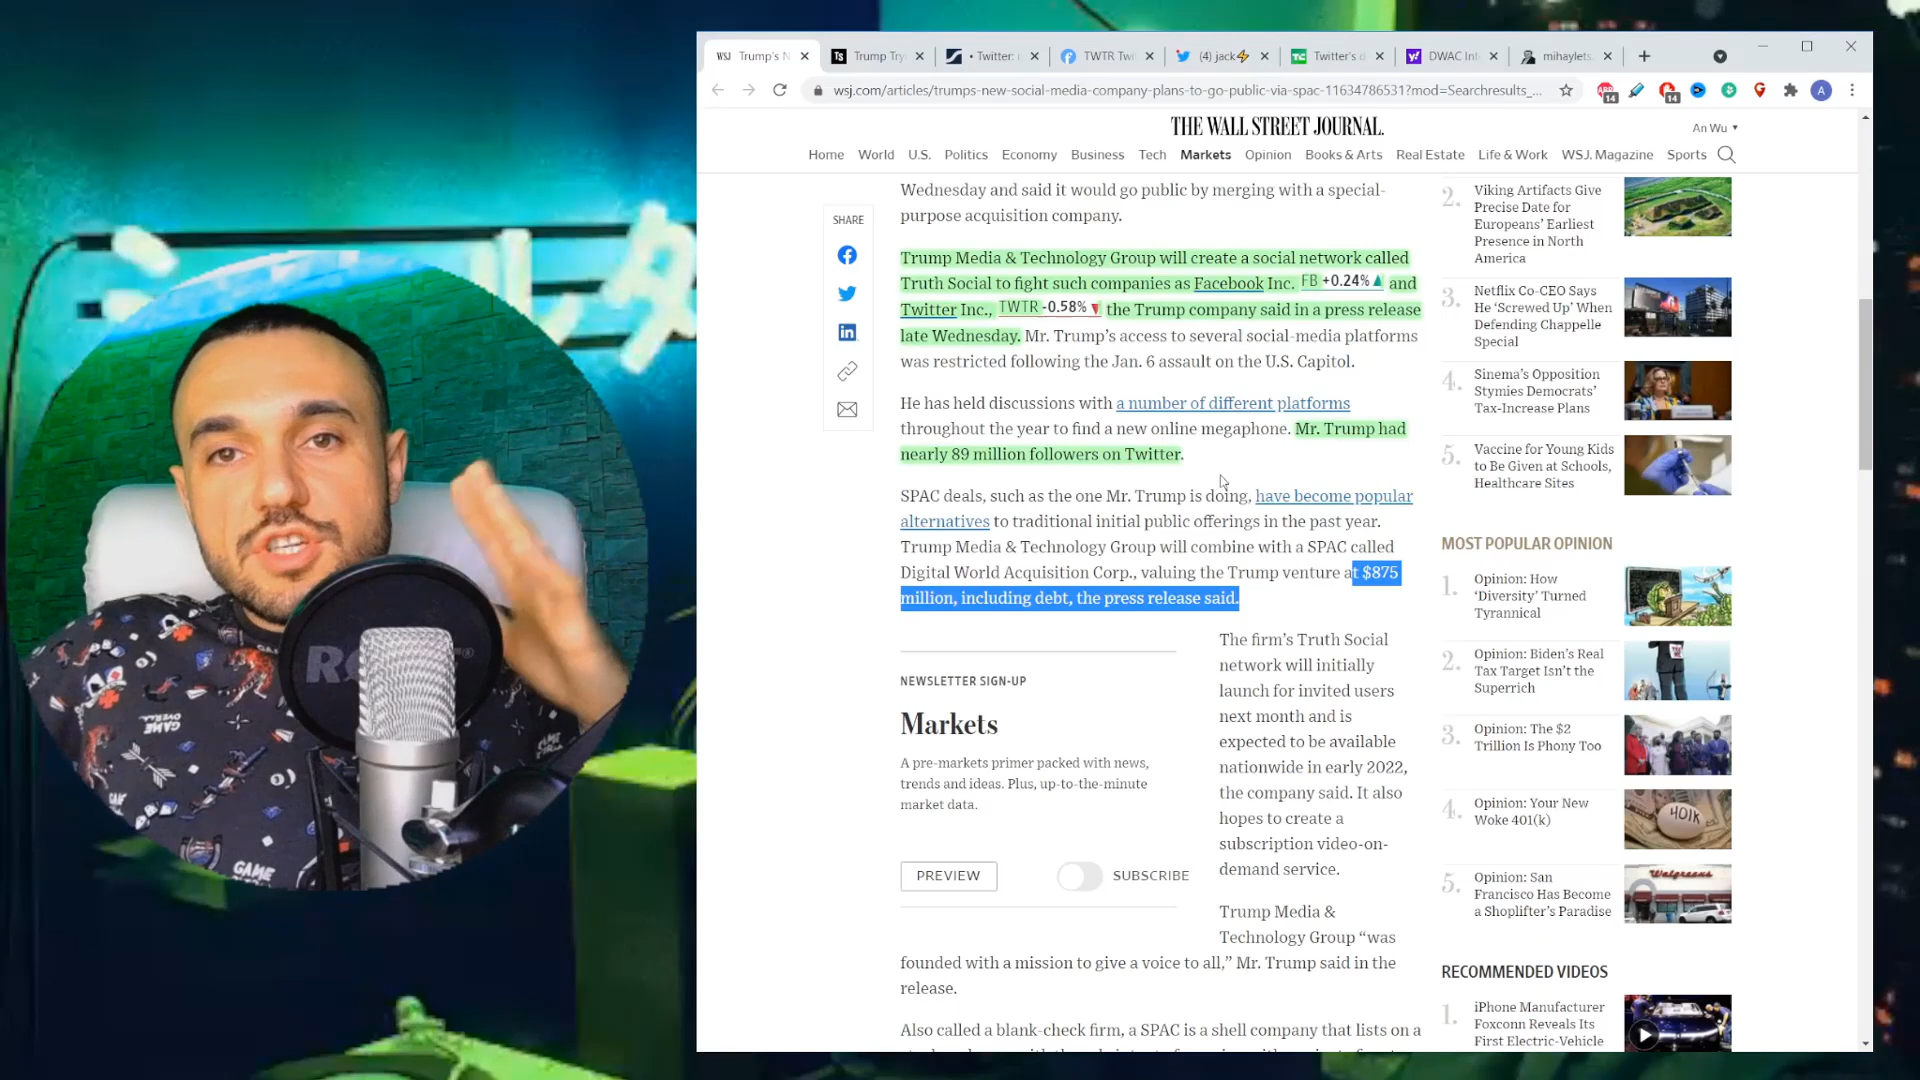 WSJ Trump's N
Ts Trump Try
• Twitter:
TWTR Tw
(4) jack⚡
TC Twitter's d
DWAC Int
mihaylets
wsj.com/articles/trumps-new-social-media-company-plans-to-go-public-via-spac-11634786531?mod=Searchresults_...
14
14
A
THE WALL STREET JOURNAL.
An Wu
Home World U.S. Politics Economy Business Tech Markets Opinion Books & Arts Real Estate Life & Work WSJ. Magazine Sports
SHARE
Wednesday and said it would go public by merging with a special-
purpose acquisition company.
Trump Media & Technology Group will create a social network called
Truth Social to fight such companies as Facebook Inc. FB +0.24% and
Twitter Inc., TWTR -0.58% the Trump company said in a press release
late Wednesday. Mr. Trump's access to several social-media platforms
was restricted following the Jan. 6 assault on the U.S. Capitol.
He has held discussions with a number of different platforms
throughout the year to find a new online megaphone. Mr. Trump had
nearly 89 million followers on Twitter.
SPAC deals, such as the one Mr. Trump is doing, have become popular
alternatives to traditional initial public offerings in the past year.
Trump Media & Technology Group will combine with a SPAC called
Digital World Acquisition Corp., valuing the Trump venture at $875
million, including debt, the press release said.
NEWSLETTER SIGN-UP
Markets
A pre-markets primer packed with news,
trends and ideas. Plus, up-to-the-minute
market data.
PREVIEW
SUBSCRIBE
The firm's Truth Social
network will initially
launch for invited users
next month and is
expected to be available
nationwide in early 2022,
the company said. It also
hopes to create a
subscription video-on-
demand service.
Trump Media &
Technology Group “was
founded with a mission to give a voice to all,” Mr. Trump said in the
release.
Also called a blank-check firm, a SPAC is a shell company that lists on a
2. Viking Artifacts Give
Precise Date for
Europeans' Earliest
Presence in North
America
3. Netflix Co-CEO Says
He 'Screwed Up' When
Defending Chappelle
Special
4. Sinema's Opposition
Stymies Democrats'
Tax-Increase Plans
5. Vaccine for Young Kids
to Be Given at Schools,
Healthcare Sites
MOST POPULAR OPINION
1. Opinion: How
'Diversity' Turned
Tyrannical
2. Opinion: Biden's Real
Tax Target Isn't the
Superrich
3. Opinion: The $2
Trillion Is Phony Too
4. Opinion: Your New
Woke 401(k)
401K
5. Opinion: San
Francisco Has Become
a Shoplifter's Paradise
Walgreens
RECOMMENDED VIDEOS
1. iPhone Manufacturer
Foxconn Reveals Its
First Electric-Vehicle
GAME
OVER
GAME